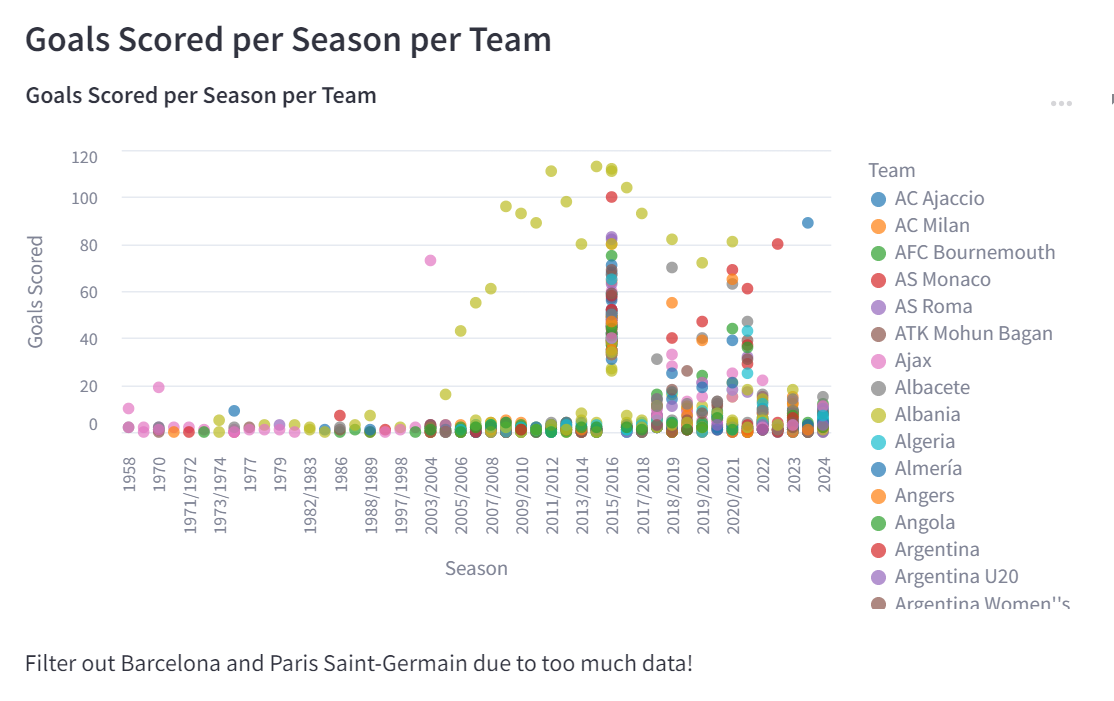 Goals Scored per Season per Team
Goals Scored per Season per Team
120
100
80
60
40
20
0
Goals Scored
1958
1970
1971/1972
1973/1974
1977
1979
1982/1983
1986
1988/1989
1997/1998
2003/2004
2005/2006
2007/2008
2009/2010
2011/2012
2013/2014
2015/2016
2017/2018
2018/2019
2019/2020
2020/2021
2022
2023
2024
Season
Team
AC Ajaccio
AC Milan
AFC Bournemouth
AS Monaco
AS Roma
ATK Mohun Bagan
Ajax
Albacete
Albania
Algeria
Almería
Angers
Angola
Argentina
Argentina U20
Argentina Women''s
Filter out Barcelona and Paris Saint-Germain due to too much data!